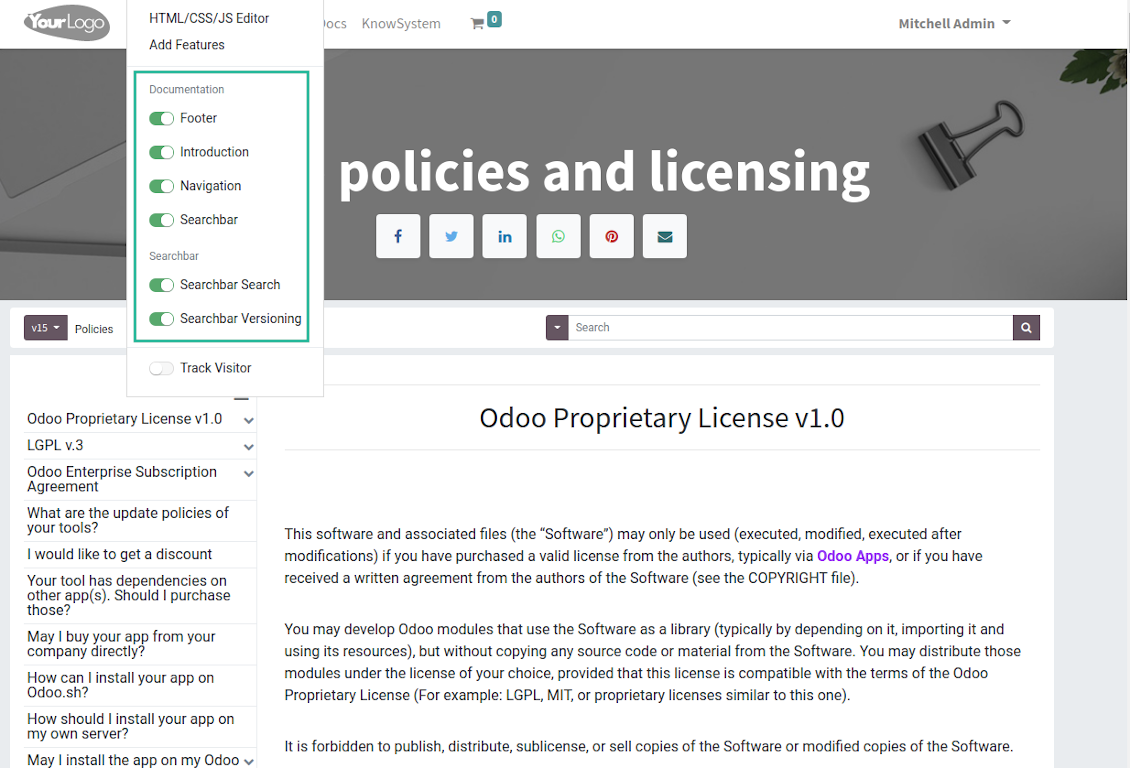 YourLogo
HTML/CSS/JS Editor
Add Features
Docs
KnowSystem
0
Mitchell Admin
Documentation
Footer
Introduction
Navigation
Searchbar
Searchbar
Searchbar Search
Searchbar Versioning
Track Visitor
policies and licensing
v15
Policies
Search
Odoo Proprietary License v1.0
LGPL v.3
Odoo Enterprise Subscription
Agreement
What are the update policies of
your tools?
I would like to get a discount
Your tool has dependencies on
other app(s). Should I purchase
those?
May I buy your app from your
company directly?
How can I install your app on
Odoo.sh?
How should I install your app on
my own server?
May I install the app on my Odoo
Odoo Proprietary License v1.0
This software and associated files (the “Software”) may only be used (executed, modified, executed after
modifications) if you have purchased a valid license from the authors, typically via Odoo Apps, or if you have
received a written agreement from the authors of the Software (see the COPYRIGHT file).
You may develop Odoo modules that use the Software as a library (typically by depending on it, importing it and
using its resources), but without copying any source code or material from the Software. You may distribute those
modules under the license of your choice, provided that this license is compatible with the terms of the Odoo
Proprietary License (For example: LGPL, MIT, or proprietary licenses similar to this one).
It is forbidden to publish, distribute, sublicense, or sell copies of the Software or modified copies of the Software.